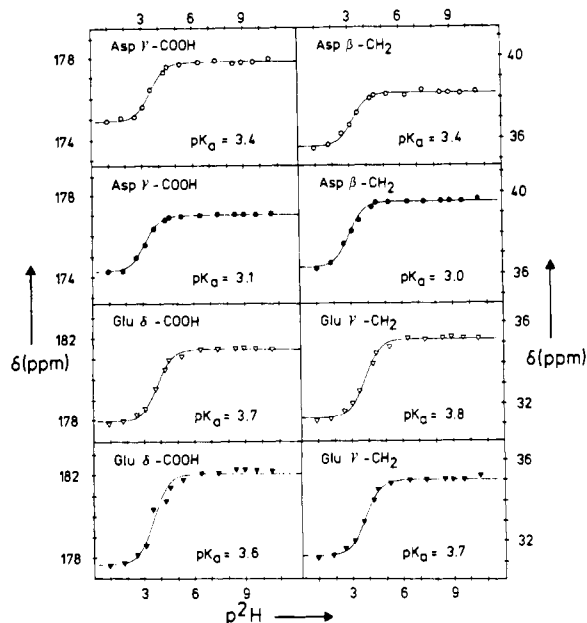 3 6 9 3 6 9
Asp γ-COOH
Asp β-CH₂
178
174
40
36
pKₐ = 3.4
pKₐ = 3.4
Asp γ-COOH
Asp β-CH₂
178
174
40
36
pKₐ = 3.1
pKₐ = 3.0
δ(ppm)
δ(ppm)
Glu δ-COOH
Glu γ-CH₂
181
178
36
32
pKₐ = 3.7
pKₐ = 3.8
Glu δ-COOH
Glu γ-CH₂
182
178
36
32
pKₐ = 3.6
pKₐ = 3.7
3 6 9 3 6 9
p²H